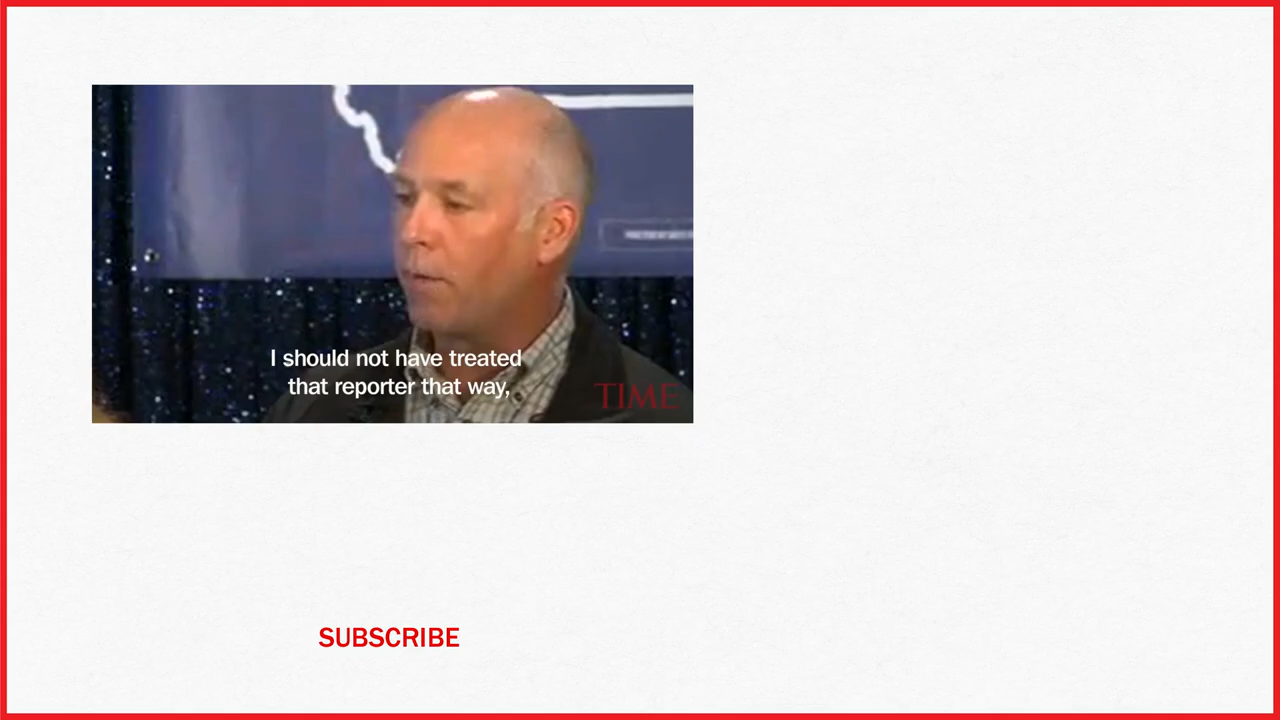 I should not have treated
that reporter that way,
TIME
SUBSCRIBE